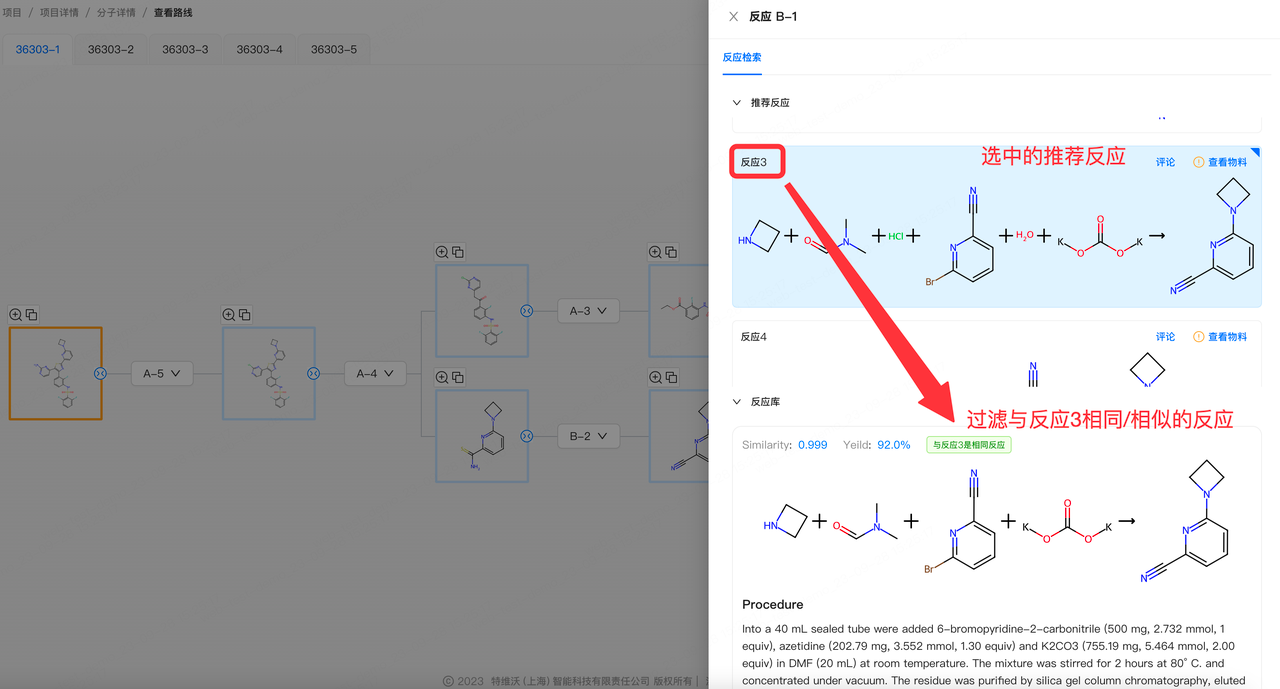 项目 / 项目详情 / 分子详情 / 查看路线
36303-1 36303-2 36303-3 36303-4 36303-5
A-5
A-4
A-3
B-2
© 2023 特维沃 (上海) 智能科技有限责任公司 版权所有 |
反应 B-1
反应检索
推荐反应
反应3
选中的推荐反应
评论 查看物料
HN + O N + HCl + N N Br + H2O + K O O O K → N N N
反应4
评论 查看物料
N
反应库
过滤与反应3相同/相似的反应
Similarity: 0.999 Yeild: 92.0% 与反应3是相同反应
HN + O N + N N Br + K O O O K → N N N
Procedure
Into a 40 mL sealed tube were added 6-bromopyridine-2-carbonitrile (500 mg, 2.732 mmol, 1
equiv), azetidine (202.79 mg, 3.552 mmol, 1.30 equiv) and K2CO3 (755.19 mg, 5.464 mmol, 2.00
equiv) in DMF (20 mL) at room temperature. The mixture was stirred for 2 hours at 80° C. and
concentrated under vacuum. The residue was purified by silica gel column chromatography, eluted